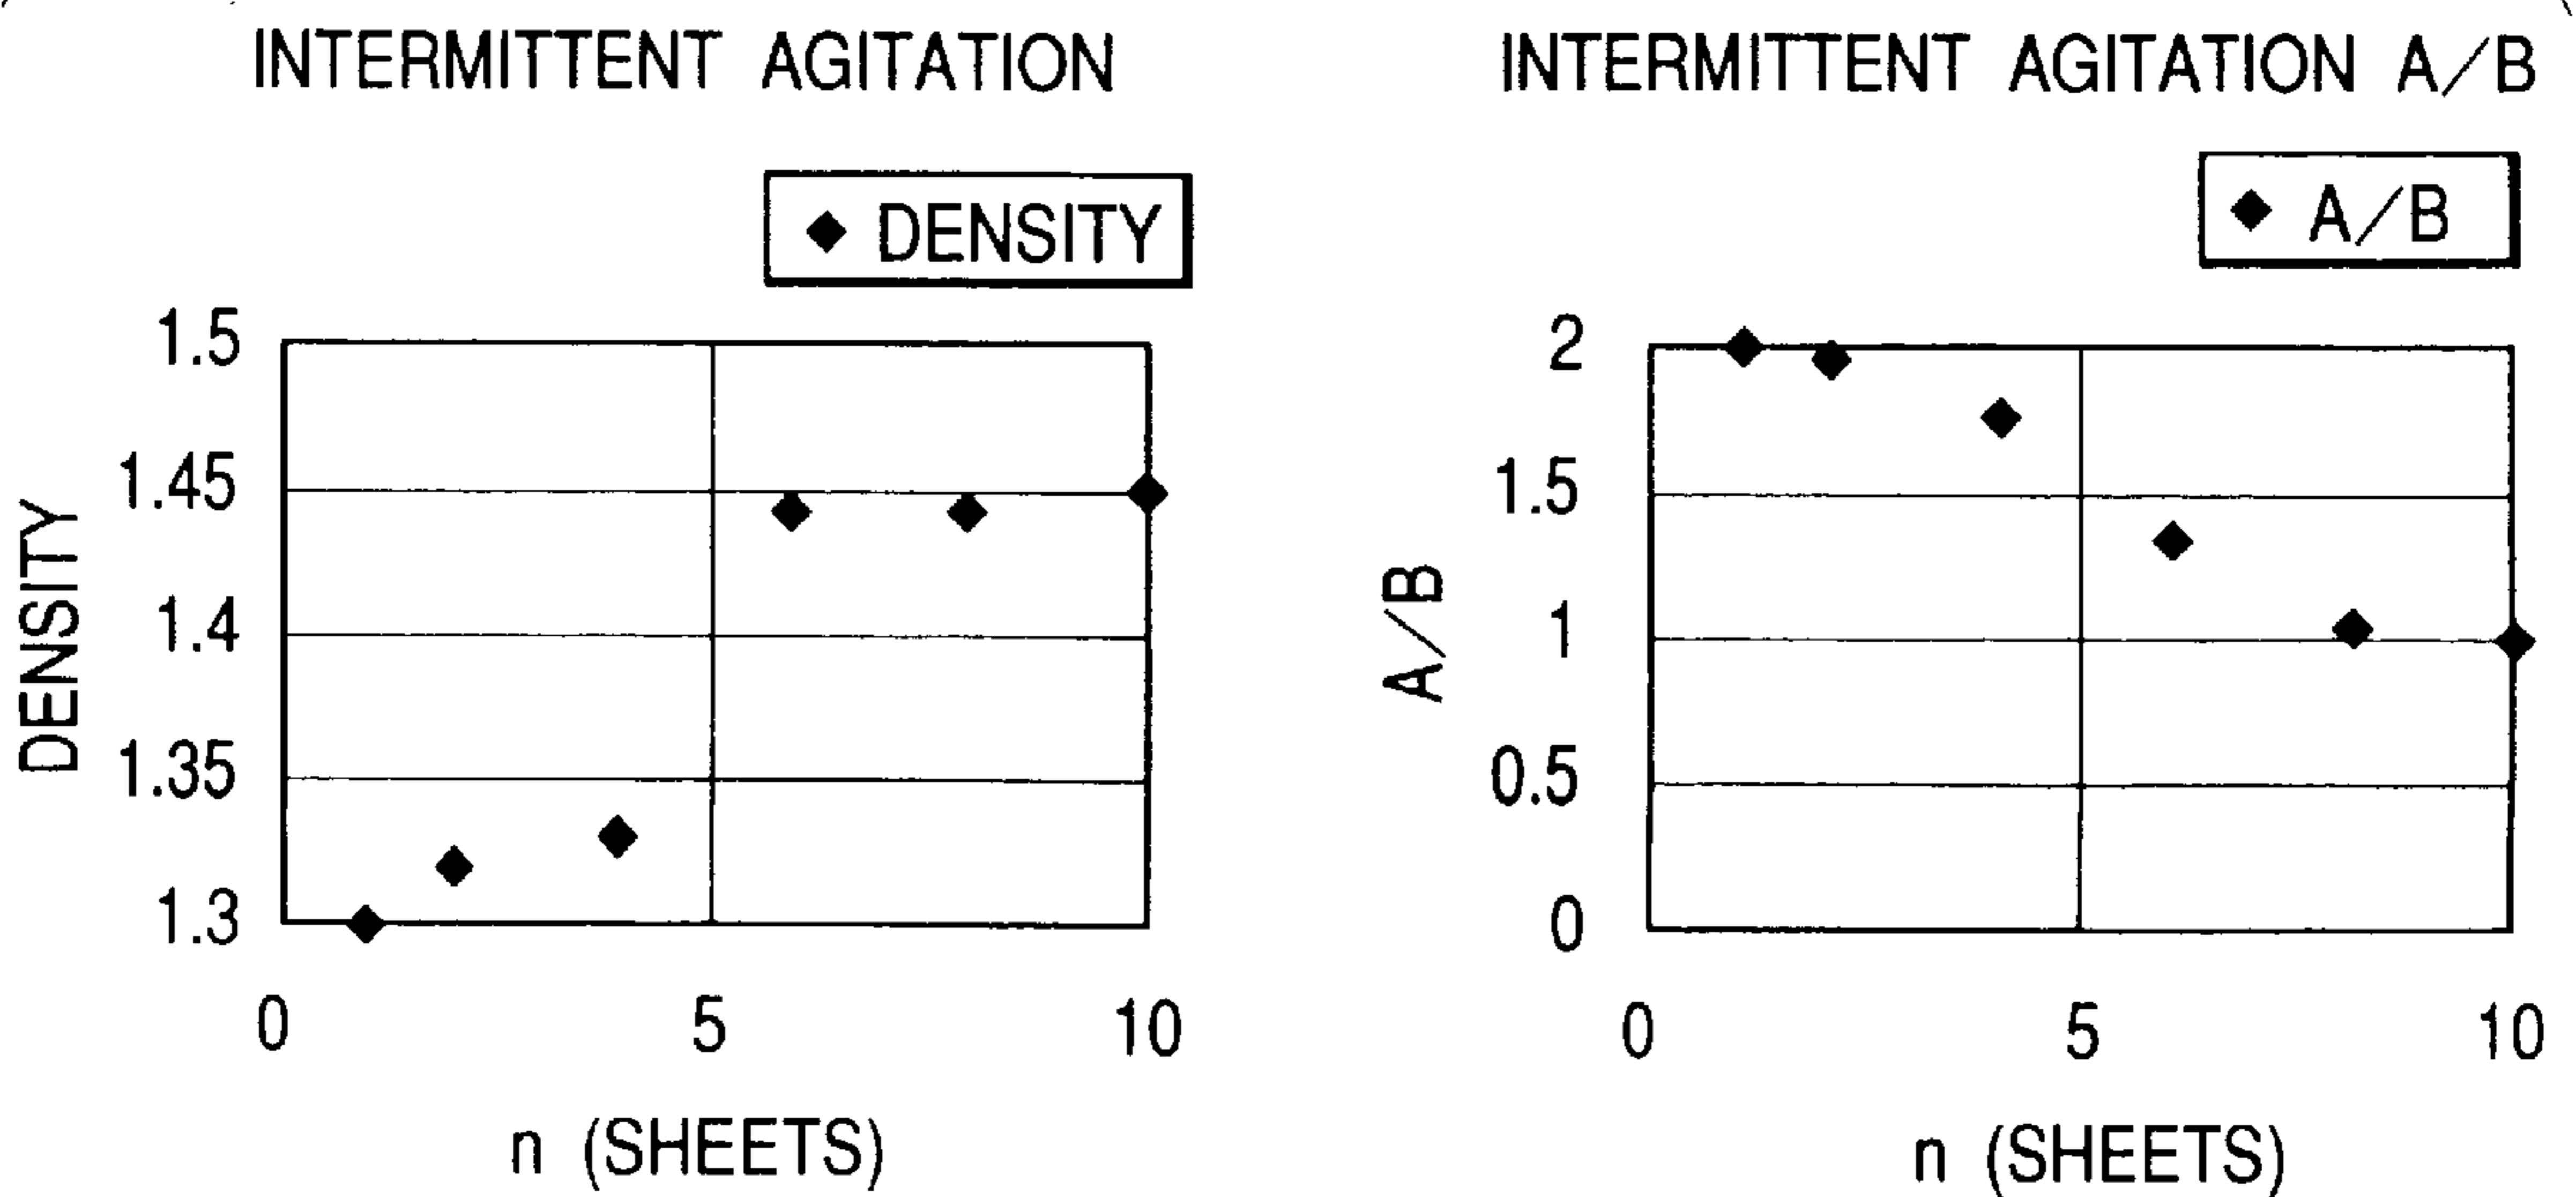 INTERMITTENT AGITATION
DENSITY
1.5
1.45
1.4
1.35
1.3
DENSITY
0 5 10
n (SHEETS)
INTERMITTENT AGITATION A/B
A/B
2
1.5
1
0.5
0
A/B
0 5 10
n (SHEETS)